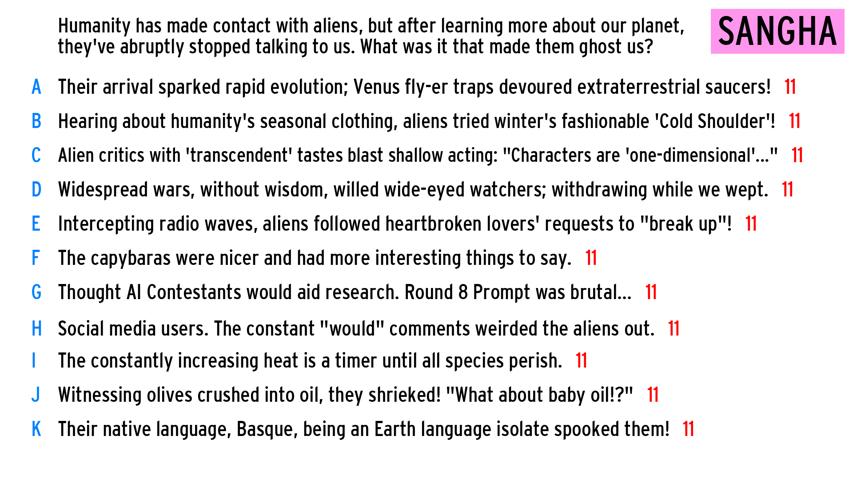 Humanity has made contact with aliens, but after learning more about our planet,
they've abruptly stopped talking to us. What was it that made them ghost us?
SANGHA
A Their arrival sparked rapid evolution; Venus fly-er traps devoured extraterrestrial saucers! 11
B Hearing about humanity's seasonal clothing, aliens tried winter's fashionable 'Cold Shoulder'! 11
C Alien critics with 'transcendent' tastes blast shallow acting: "Characters are 'one-dimensional'..." 11
D Widespread wars, without wisdom, willed wide-eyed watchers; withdrawing while we wept. 11
E Intercepting radio waves, aliens followed heartbroken lovers' requests to "break up"! 11
F The capybaras were nicer and had more interesting things to say. 11
G Thought AI Contestants would aid research. Round 8 Prompt was brutal... 11
H Social media users. The constant "would" comments weirded the aliens out. 11
I The constantly increasing heat is a timer until all species perish. 11
J Witnessing olives crushed into oil, they shrieked! "What about baby oil!?" 11
K Their native language, Basque, being an Earth language isolate spooked them! 11